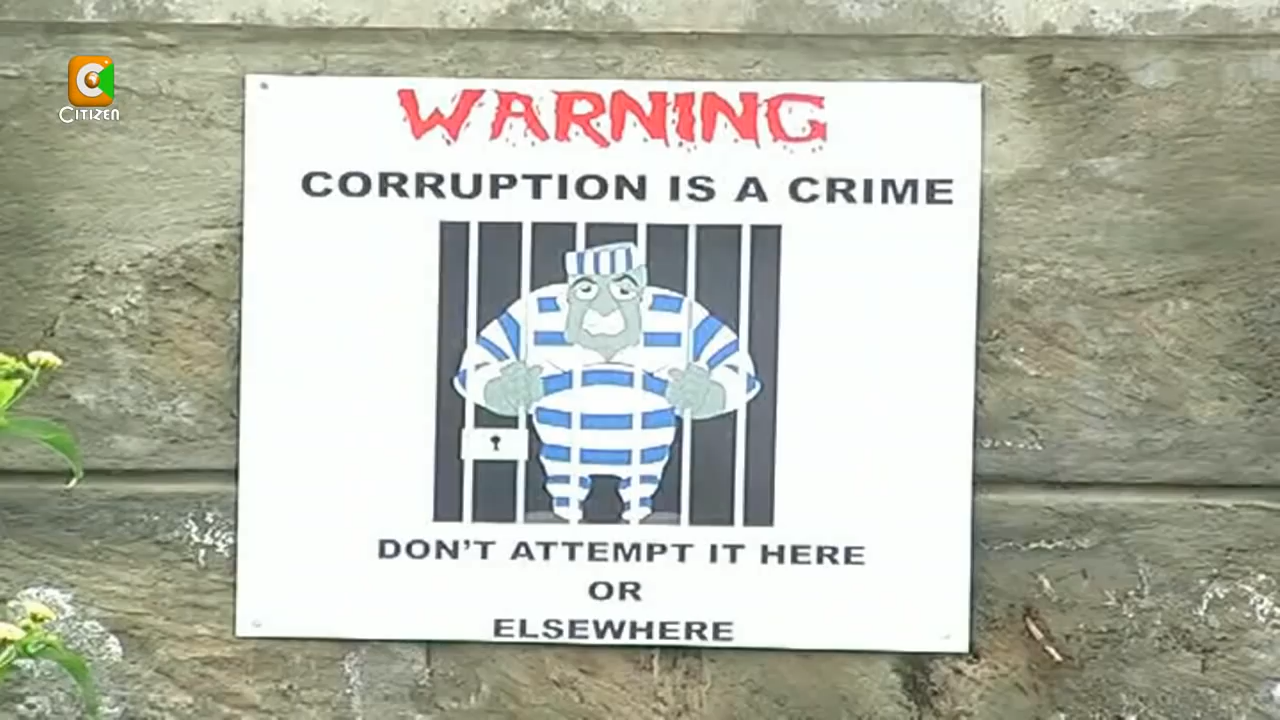 CITIZEN
WARNING
CORRUPTION IS A CRIME
DON'T ATTEMPT IT HERE
OR
ELSEWHERE